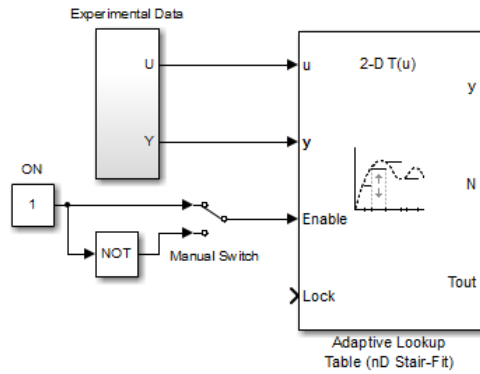 Experimental Data
U
Y
u
2-D T(u)
y
y
N
Enable
Lock
Tout
ON
1
NOT
Manual Switch
Adaptive Lookup
Table (nD Stair-Fit)